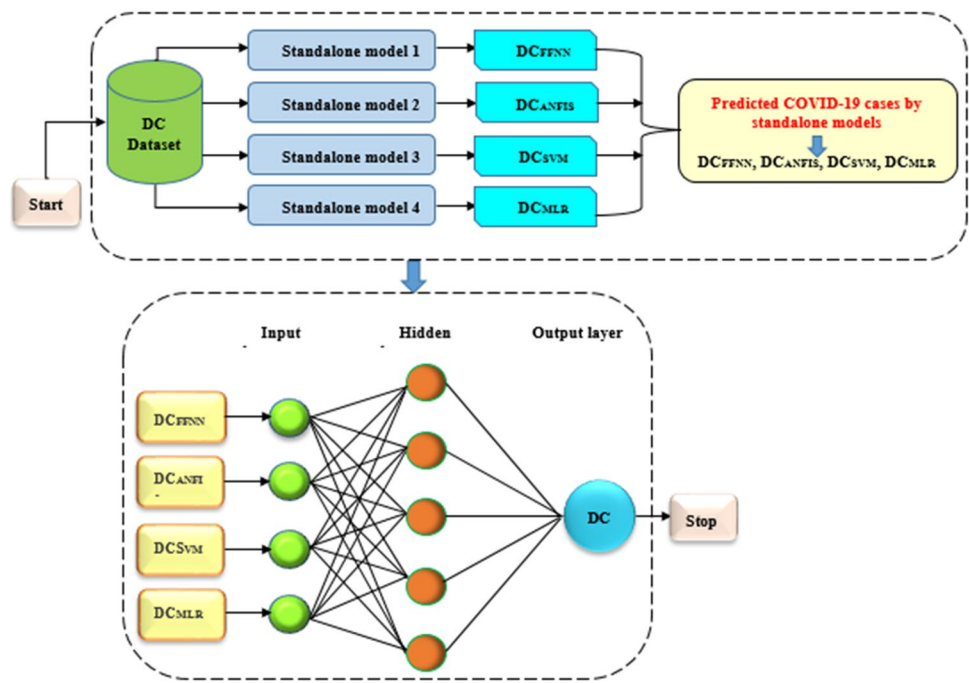 Start
DC
Dataset
Standalone model 1
Standalone model 2
Standalone model 3
Standalone model 4
DCFFNN
DCANFIS
DCSVM
DCMLR
Predicted COVID-19 cases by
standalone models
DCFFNN, DCANFIS, DCSVM, DCMLR
Input
Hidden
Output layer
DCFFNN
DCANFI
DCSVM
DCMLR
DC
Stop